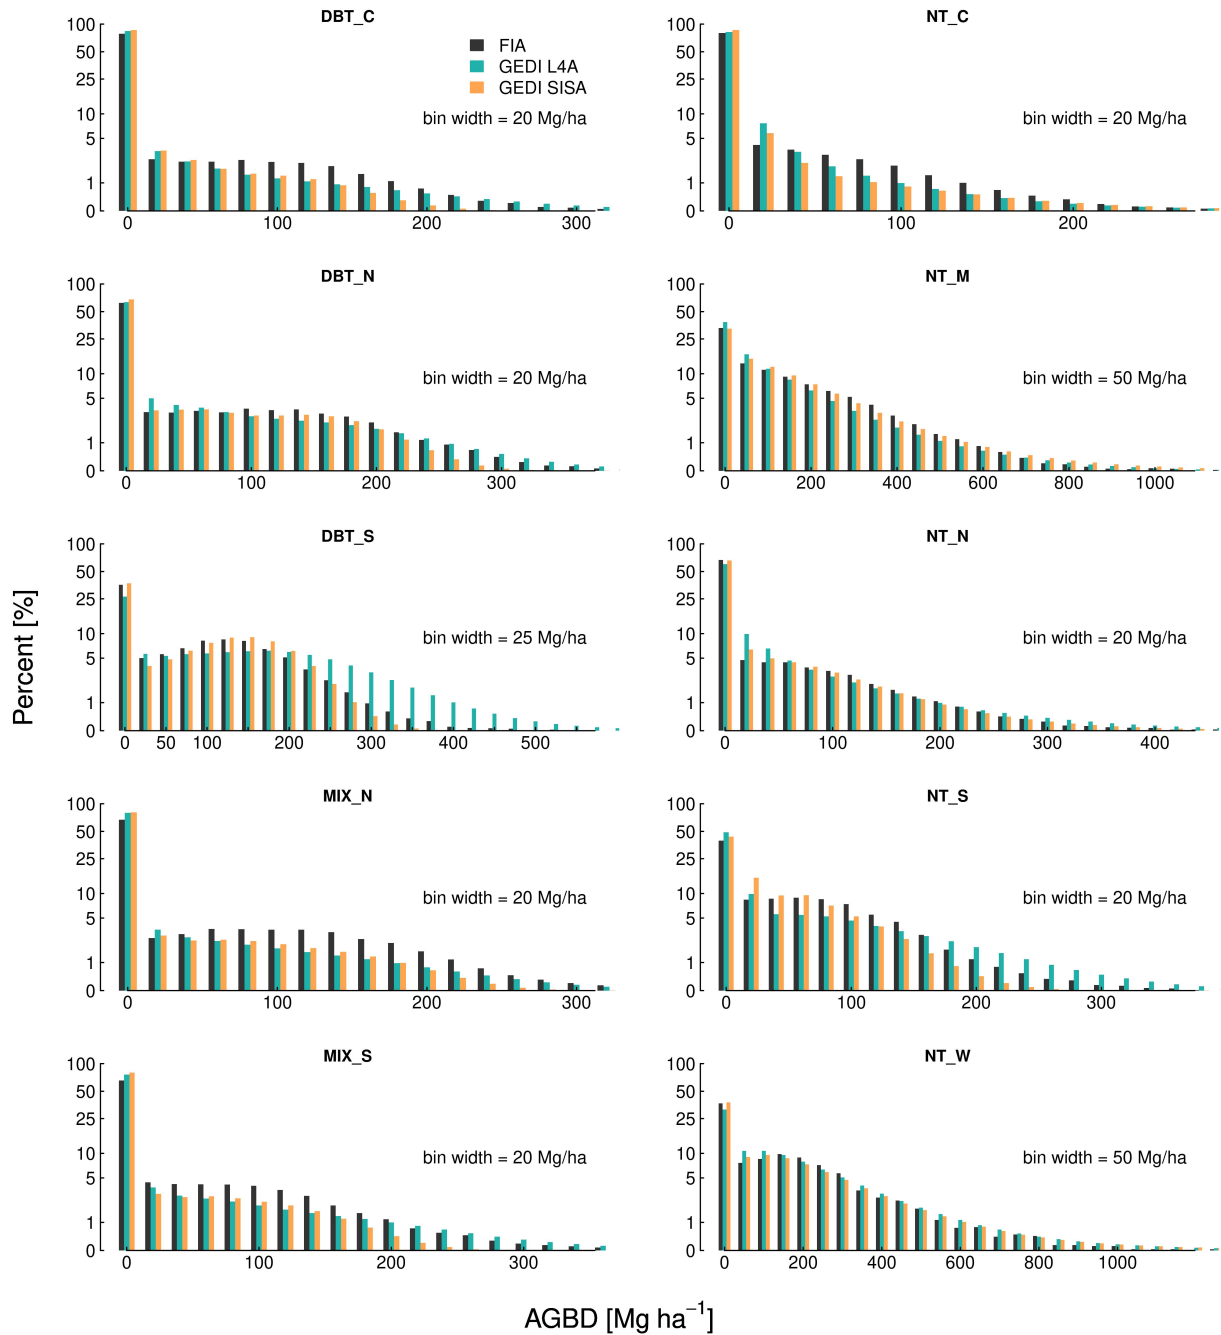 DBT_C
100
50
25
10
5
1
0
0 100 200 300
FIA
GEDI L4A
GEDI SISA
bin width = 20 Mg/ha
NT_C
100
50
25
10
5
1
0
0 100 200
bin width = 20 Mg/ha
DBT_N
100
50
25
10
5
1
0
0 100 200 300
bin width = 20 Mg/ha
NT_M
100
50
25
10
5
1
0
0 200 400 600 800 1000
bin width = 50 Mg/ha
DBT_S
100
50
25
10
5
1
0
0 50 100 200 300 400 500
bin width = 25 Mg/ha
NT_N
100
50
25
10
5
1
0
0 100 200 300 400
bin width = 20 Mg/ha
MIX_N
100
50
25
10
5
1
0
0 100 200 300
bin width = 20 Mg/ha
NT_S
100
50
25
10
5
1
0
0 100 200 300
bin width = 20 Mg/ha
MIX_S
100
50
25
10
5
1
0
0 100 200 300
bin width = 20 Mg/ha
NT_W
100
50
25
10
5
1
0
0 200 400 600 800 1000
bin width = 50 Mg/ha
Percent [%]
AGBD [Mg ha⁻¹]